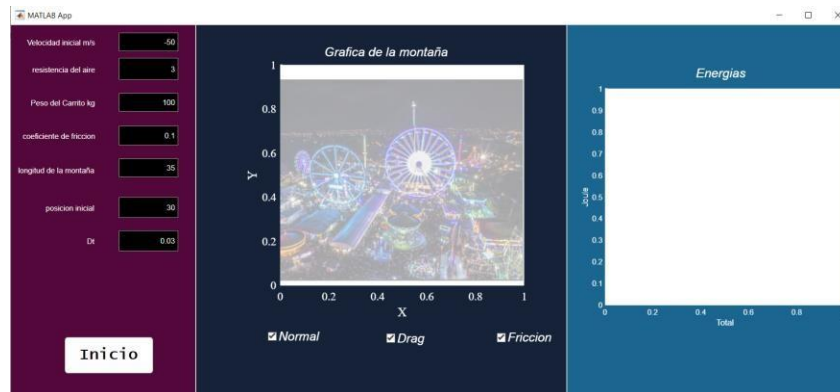 MATLAB App
Velocidad inicial m/s
-50
resistencia del aire
3
Peso del Carrito kg
100
coeficiente de friccion
0.1
longitud de la montaña
35
posicion inicial
30
Dt
0.03
Inicio
Grafica de la montaña
1
0.8
0.6
0.4
0.2
0
Y
0 0.2 0.4 0.6 0.8 1
X
Normal
Drag
Friccion
Energias
1
0.9
0.8
0.7
0.6
0.5
0.4
0.3
0.2
0.1
0
Joule
0 0.2 0.4 0.6 0.8
Total